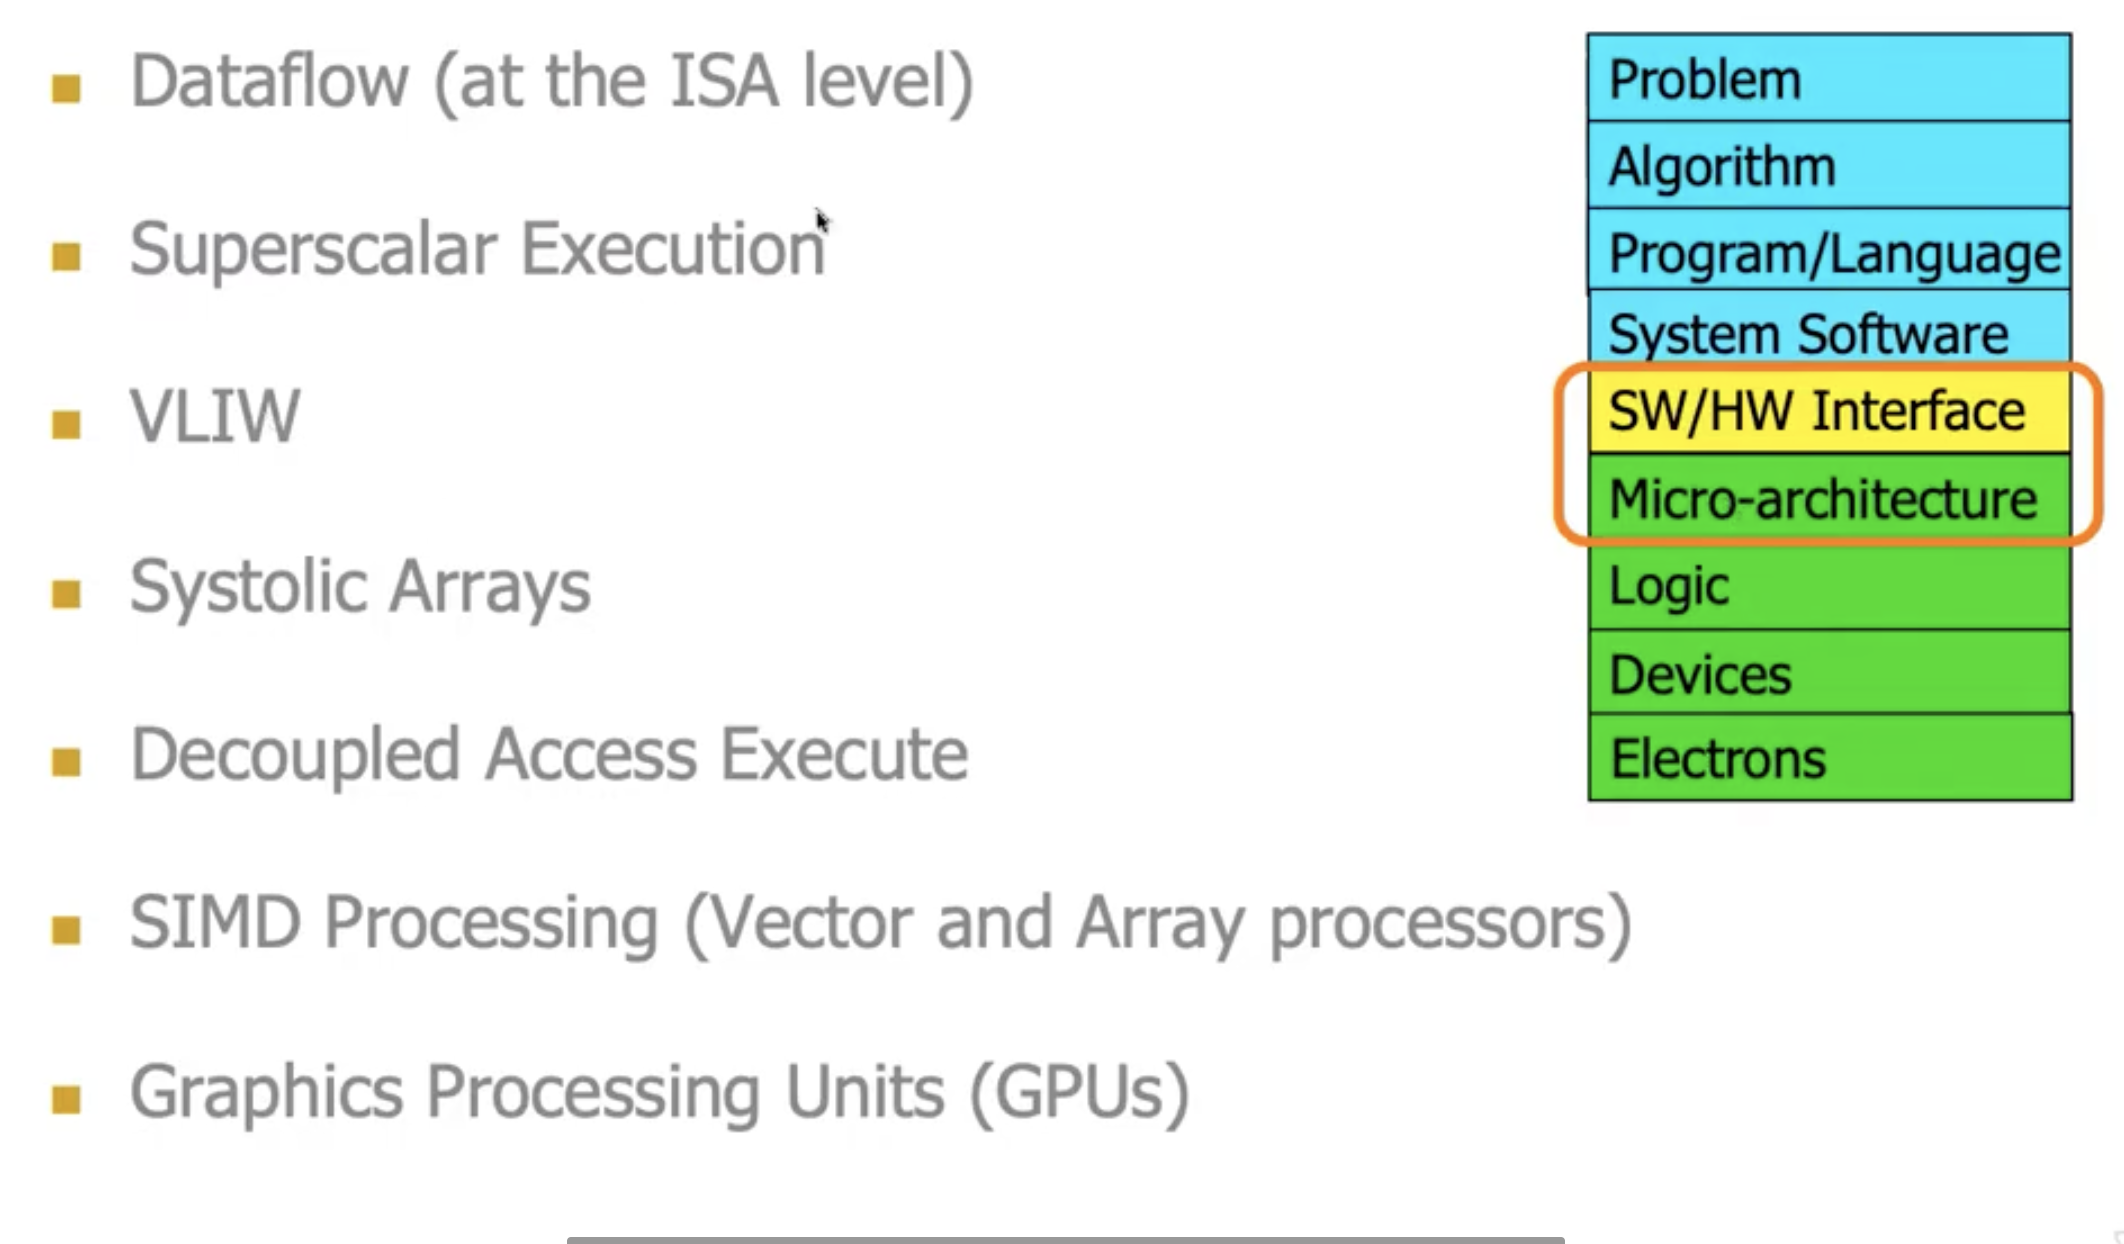 Dataflow (at the ISA level)
Superscalar Execution
VLIW
Systolic Arrays
Decoupled Access Execute
SIMD Processing (Vector and Array processors)
Graphics Processing Units (GPUs)
Problem
Algorithm
Program/Language
System Software
SW/HW Interface
Micro-architecture
Logic
Devices
Electrons